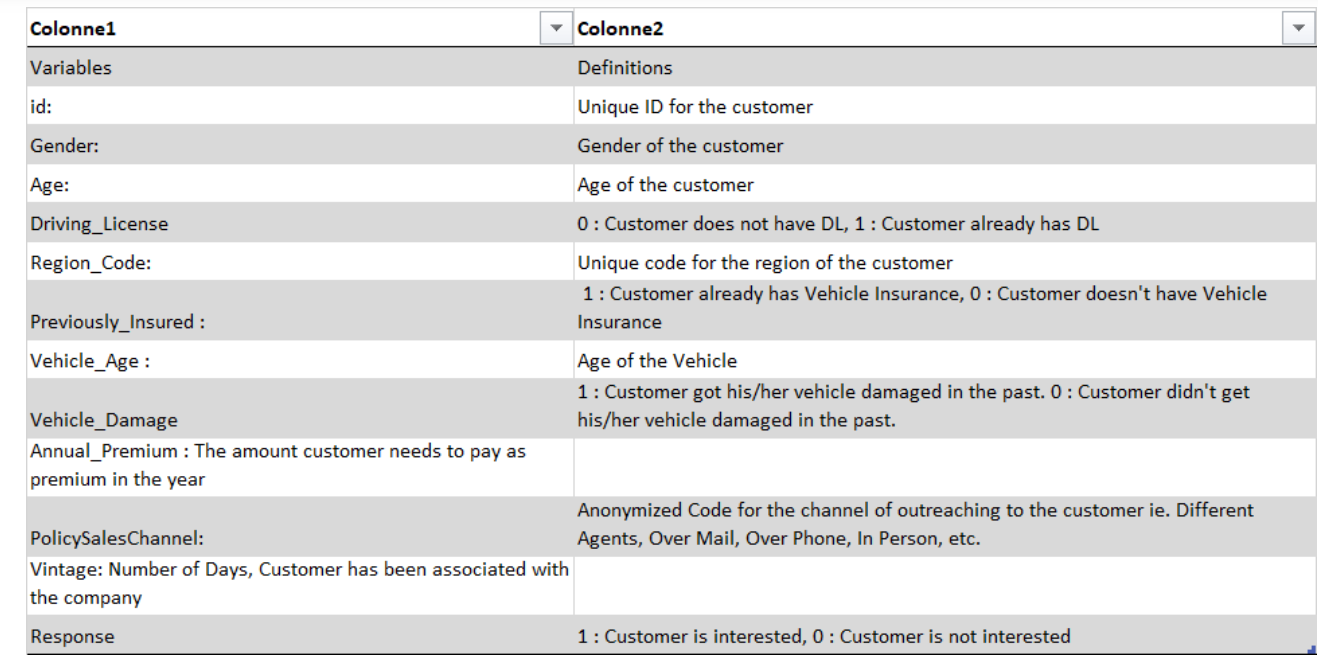 Colonne1 Colonne2
Variables Definitions
id: Unique ID for the customer
Gender: Gender of the customer
Age: Age of the customer
Driving_License 0 : Customer does not have DL, 1 : Customer already has DL
Region_Code: Unique code for the region of the customer
1 : Customer already has Vehicle Insurance, 0 : Customer doesn't have Vehicle
Previously_Insured : Insurance
Vehicle_Age : Age of the Vehicle
1 : Customer got his/her vehicle damaged in the past. 0 : Customer didn't get
Vehicle_Damage his/her vehicle damaged in the past.
Annual_Premium : The amount customer needs to pay as
premium in the year
Anonymized Code for the channel of outreaching to the customer ie. Different
PolicySalesChannel: Agents, Over Mail, Over Phone, In Person, etc.
Vintage: Number of Days, Customer has been associated with
the company
Response 1 : Customer is interested, 0 : Customer is not interested